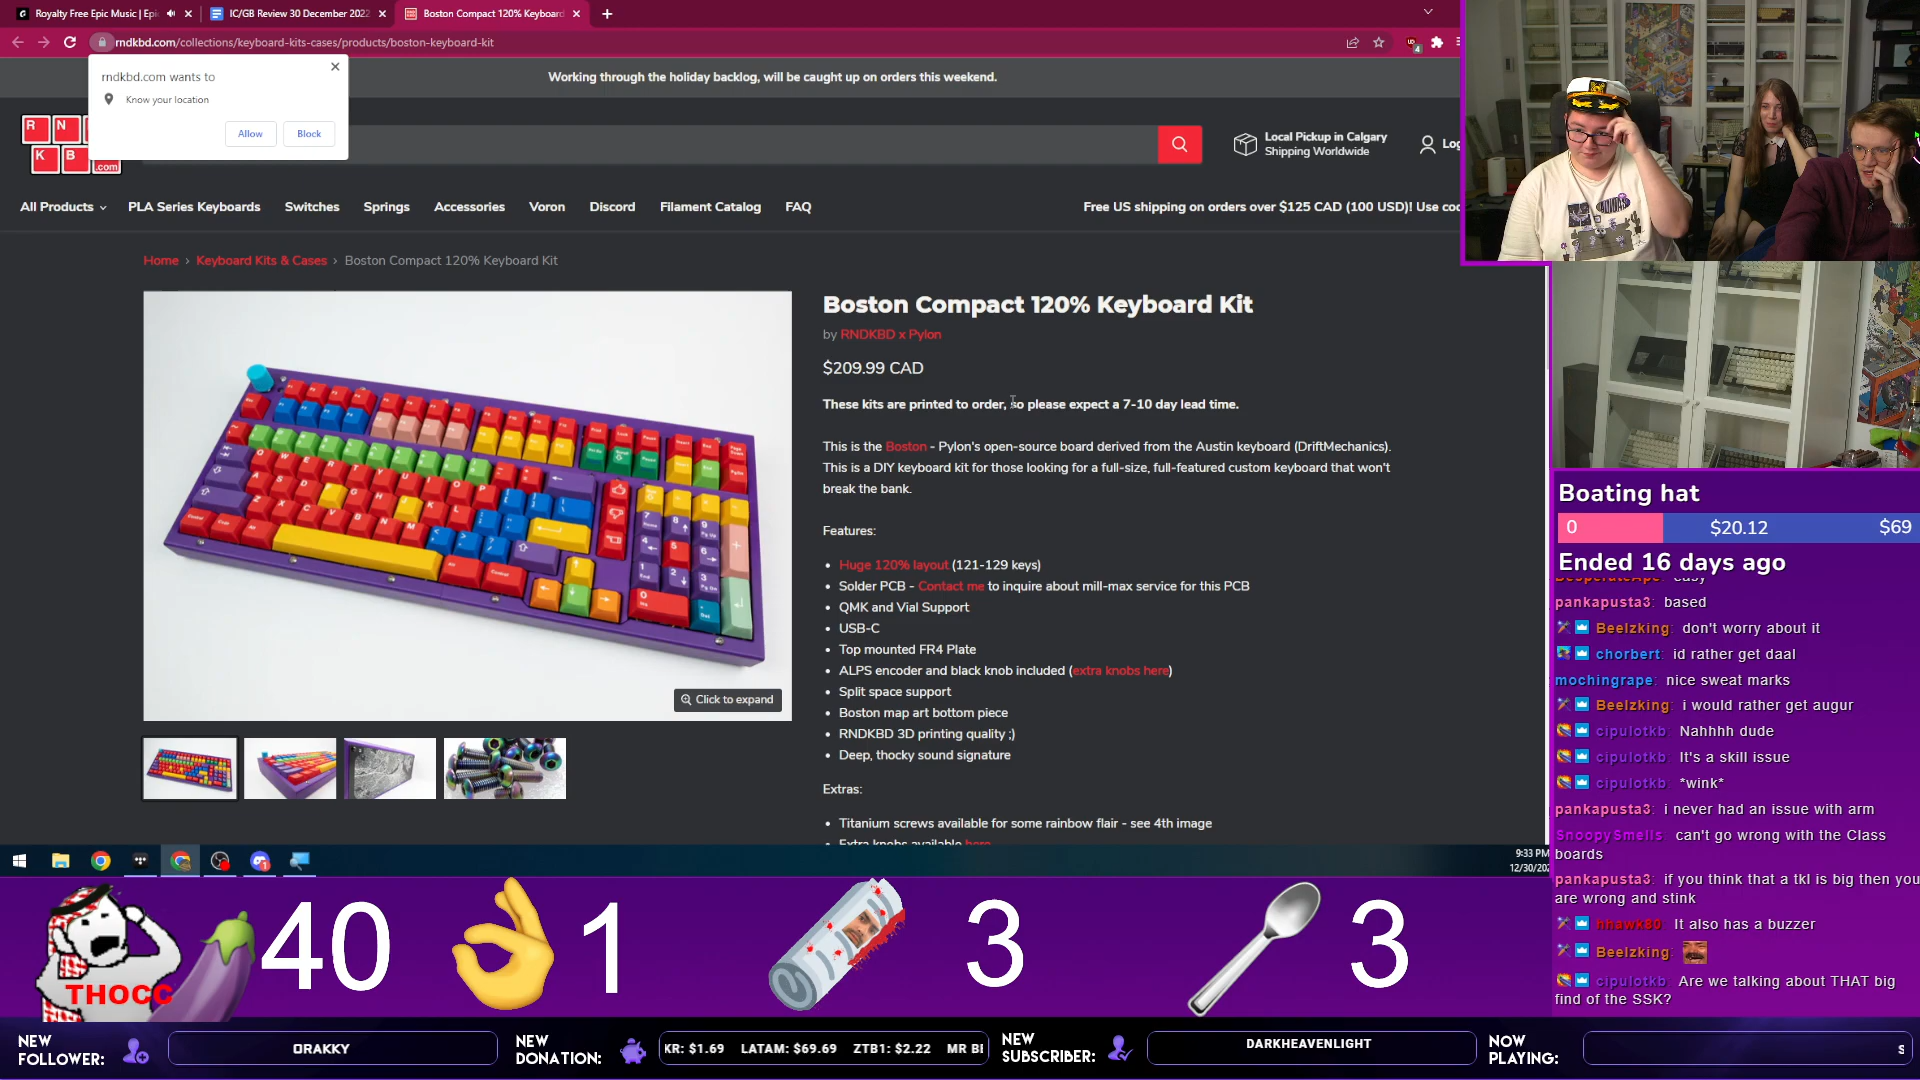 Royalty Free Epic Music | Epi
IC/GB Review 30 December 2022
Boston Compact 120% Keyboard
rndkbd.com/collections/keyboard-kits-cases/products/boston-keyboard-kit
rndkbd.com wants to
Know your location
Allow
Block
Working through the holiday backlog, will be caught up on orders this weekend.
R N
K B
.com
Local Pickup in Calgary
Shipping Worldwide
Log
All Products
PLA Series Keyboards
Switches
Springs
Accessories
Voron
Discord
Filament Catalog
FAQ
Free US shipping on orders over $125 CAD (100 USD)! Use cod
Home › Keyboard Kits & Cases › Boston Compact 120% Keyboard Kit
Boston Compact 120% Keyboard Kit
by RNDKBD x Pylon
$209.99 CAD
These kits are printed to order, so please expect a 7-10 day lead time.
This is the Boston - Pylon's open-source board derived from the Austin keyboard (DriftMechanics).
This is a DIY keyboard kit for those looking for a full-size, full-featured custom keyboard that won't
break the bank.
Features:
• Huge 120% layout (121-129 keys)
• Solder PCB - Contact me to inquire about mill-max service for this PCB
• QMK and Vial Support
• USB-C
• Top mounted FR4 Plate
• ALPS encoder and black knob included (extra knobs here)
• Split space support
• Boston map art bottom piece
• RNDKBD 3D printing quality ;)
• Deep, thocky sound signature
Extras:
• Titanium screws available for some rainbow flair - see 4th image
• Extra knobs available here
Click to expand
9:33 PM
12/30/202
Boating hat
0 $20.12 $69
Ended 16 days ago
DesperateApe: easy
pankapusta3: based
Beelzking: don't worry about it
chorbert: id rather get daal
mochingrape: nice sweat marks
Beelzking: i would rather get augur
cipulotkb: Nahhhh dude
cipulotkb: It's a skill issue
cipulotkb: *wink*
pankapusta3: i never had an issue with arm
SnoopySmells: can't go wrong with the Class
boards
pankapusta3: if you think that a tkl is big then you
are wrong and stink
hhawk80: It also has a buzzer
Beelzking:
cipulotkb: Are we talking about THAT big
find of the SSK?
THOCC
40
1
3
3
NEW
FOLLOWER:
ORAKKY
NEW
DONATION:
KR: $1.69 LATAM: $69.69 ZTB1: $2.22 MR BI
NEW
SUBSCRIBER:
DARKHEAVENLIGHT
NOW
PLAYING:
S